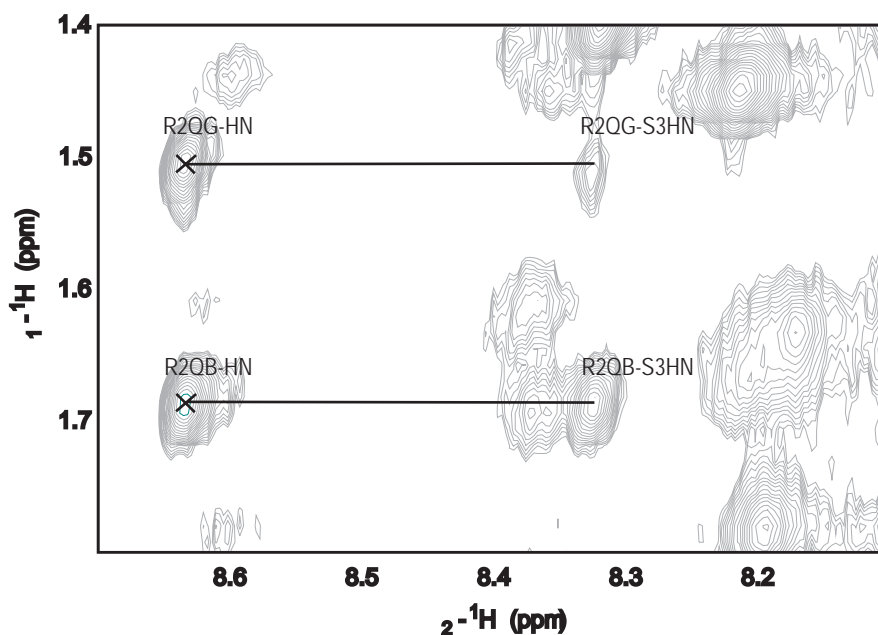 1.4
R2QG-HN
R2QG-S3HN
1.5
1.6
R2QB-HN
R2QB-S3HN
1.7
8.6
8.5
8.4
8.3
8.2
1 - 1H (ppm)
2 - 1H (ppm)